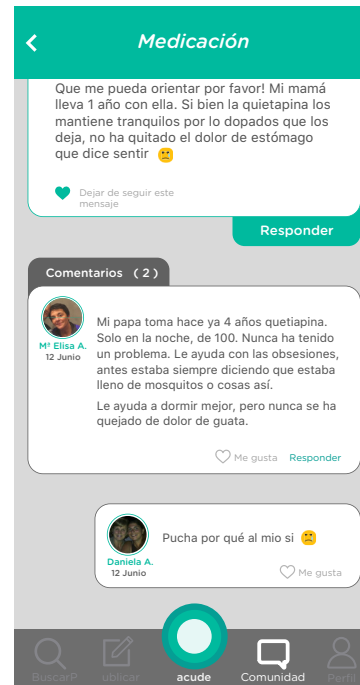 Medicación
Que me pueda orientar por favor! Mi mamá
lleva 1 año con ella. Si bien la quietapina los
mantiene tranquilos por lo dopados que los
deja, no ha quitado el dolor de estómago
que dice sentir
Dejar de seguir este
mensaje
Responder
Comentarios ( 2 )
Mª Elisa A.
12 Junio
Mi papa toma hace ya 4 años quetiapina.
Solo en la noche, de 100. Nunca ha tenido
un problema. Le ayuda con las obsesiones,
antes estaba siempre diciendo que estaba
lleno de mosquitos o cosas así.
Le ayuda a dormir mejor, pero nunca se ha
quejado de dolor de guata.
Me gusta Responder
Daniela A.
12 Junio
Pucha por qué al mio si
Me gusta
BuscarP ublicar acude Comunidad Perfil